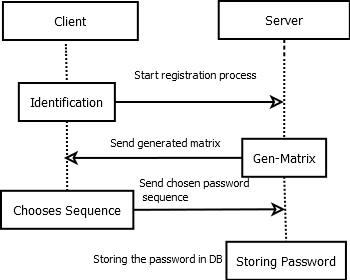 Client
Server
Start registration process
Identification
Send generated matrix
Gen-Matrix
Send chosen password
sequence
Chooses Sequence
Storing the password in DB
Storing Password